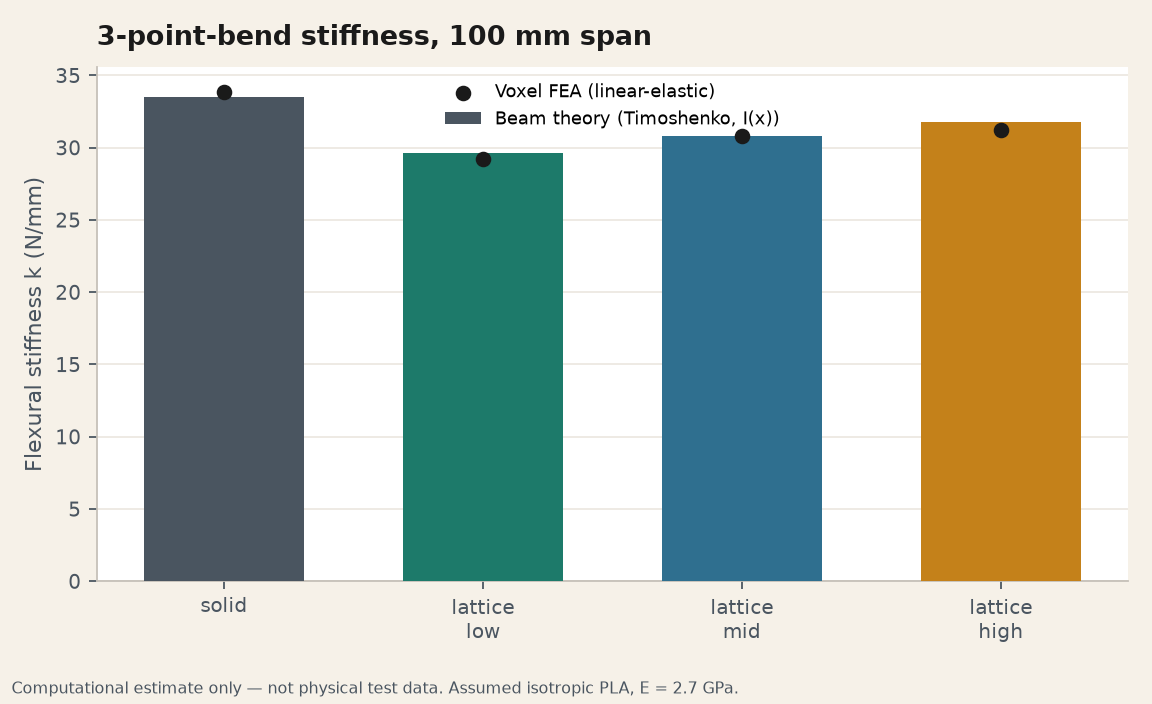 3-point-bend stiffness, 100 mm span
Voxel FEA (linear-elastic)
Beam theory (Timoshenko, I(x))
Flexural stiffness k (N/mm)
35
30
25
20
15
10
5
0
solid
lattice
low
lattice
mid
lattice
high
Computational estimate only — not physical test data. Assumed isotropic PLA, E = 2.7 GPa.